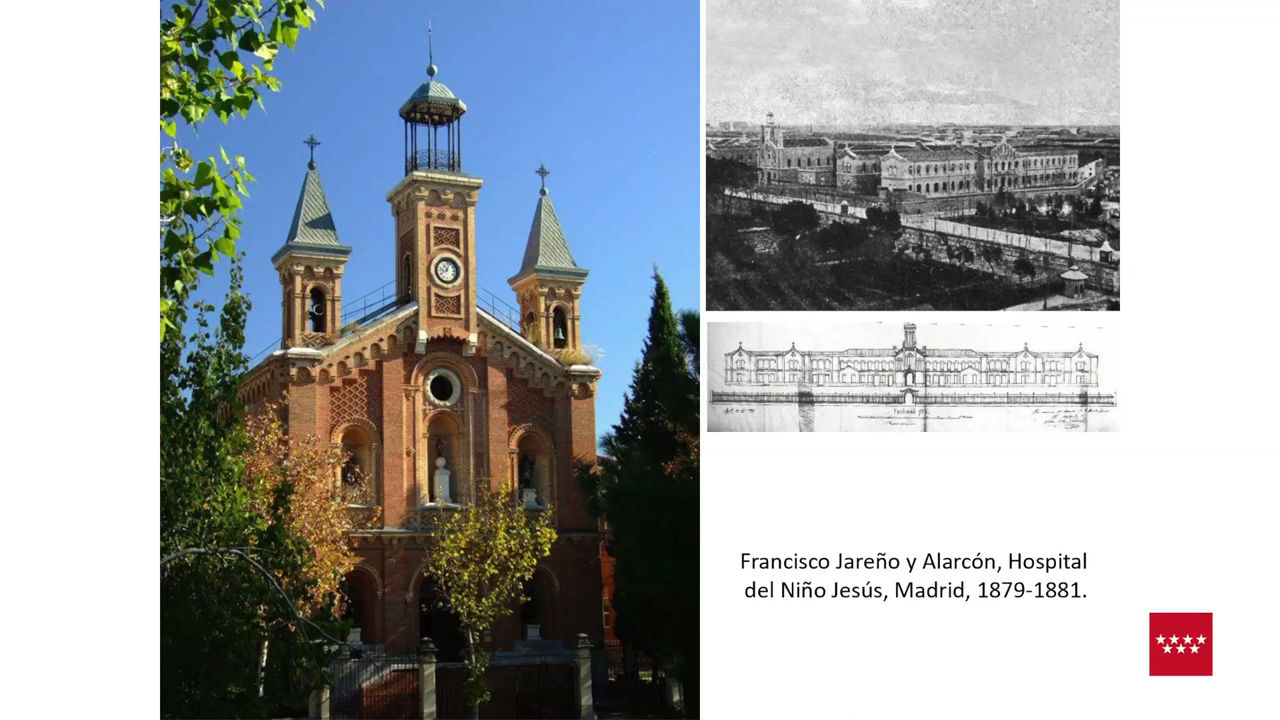 Francisco Jareño y Alarcón, Hospital
del Niño Jesús, Madrid, 1879-1881.